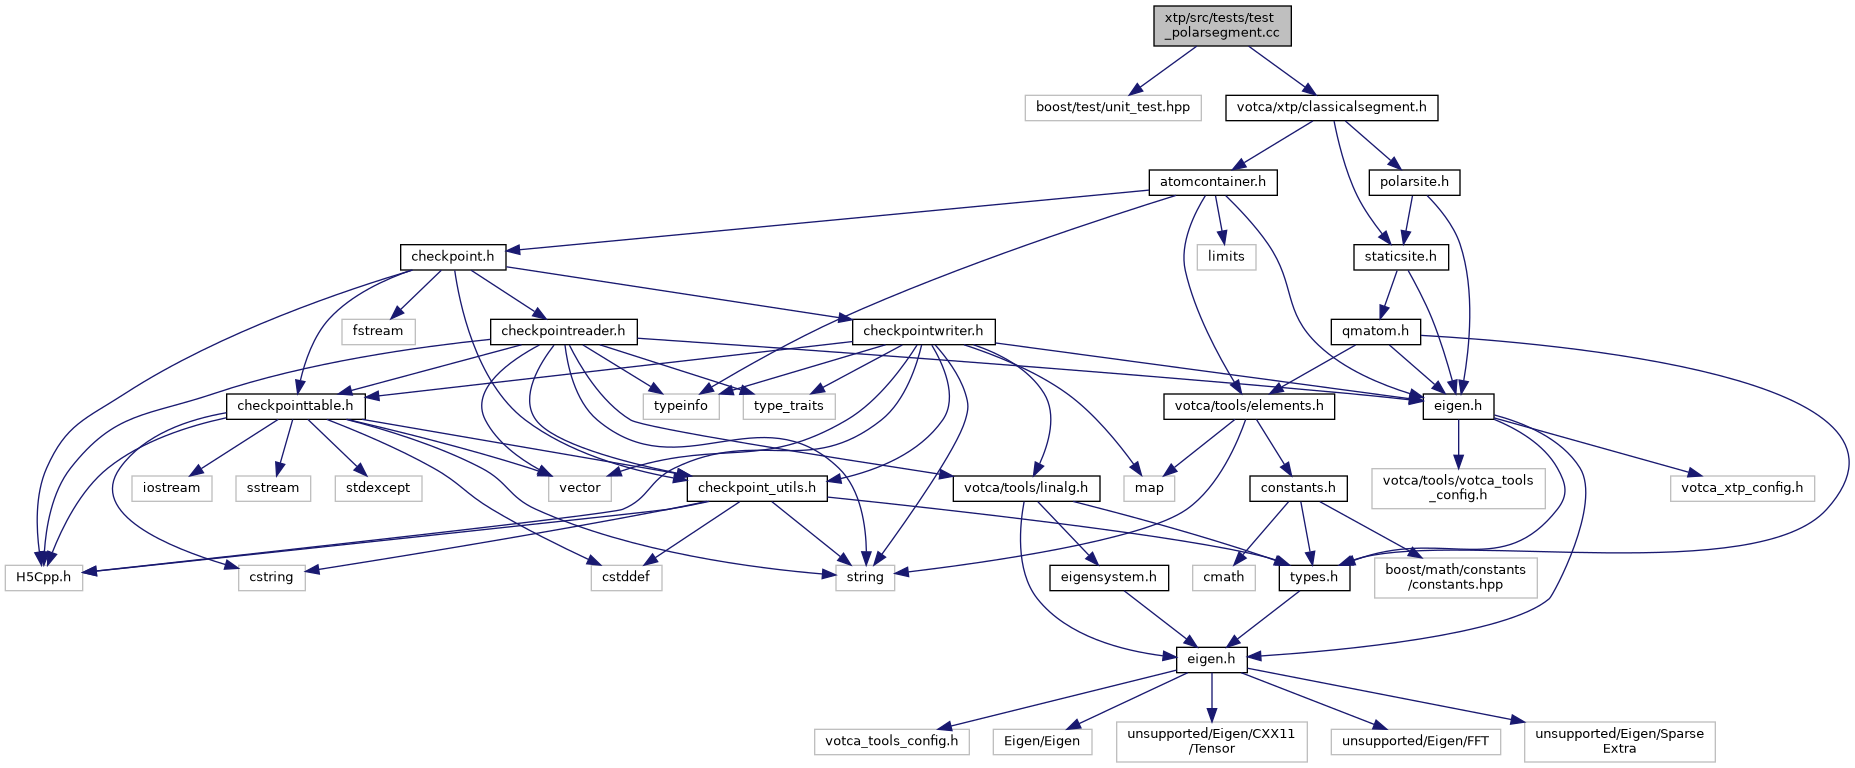 xtp/src/tests/test
_polarsegment.cc
boost/test/unit_test.hpp
votca/xtp/classicalsegment.h
atomcontainer.h
polarsite.h
checkpoint.h
limits
staticsite.h
fstream
checkpointreader.h
checkpointwriter.h
qmatom.h
checkpointtable.h
typeinfo
type_traits
votca/tools/elements.h
eigen.h
iostream
sstream
stdexcept
vector
checkpoint_utils.h
votca/tools/linalg.h
map
constants.h
votca/tools/votca_tools
_config.h
votca_xtp_config.h
H5Cpp.h
cstring
cstddef
string
eigensystem.h
cmath
types.h
boost/math/constants
/constants.hpp
eigen.h
votca_tools_config.h
Eigen/Eigen
unsupported/Eigen/CXX11
/Tensor
unsupported/Eigen/FFT
unsupported/Eigen/Sparse
Extra